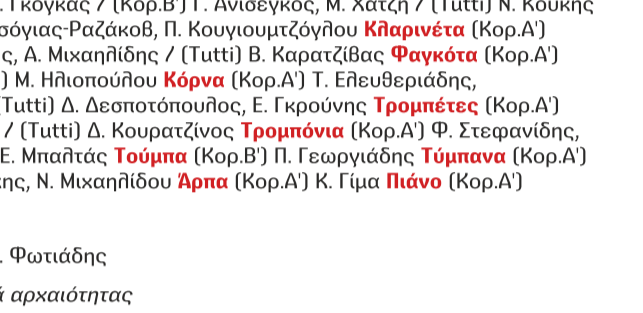 . Γκόγκας / (Κορ.Β') Γ. Ανισέγκος, Μ. Χατζή / (Tutti) Ν. Κουκής
σόγιας-Ραζάκοβ, Π. Κουγιουμτζόγλου Κλαρινέτα (Κορ.Α')
ς, Α. Μιχαηλίδης / (Tutti) Β. Καρατζίβας Φαγκότα (Κορ.Α')
) Μ. Ηλιοπούλου Κόρνα (Κορ.Α') Τ. Ελευθεριάδης,
(Tutti) Δ. Δεσποτόπουλος, Ε. Γκρούνης Τρομπέτες (Κορ.Α')
/ (Tutti) Δ. Κουρατζίνος Τρομπόνια (Κορ.Α') Φ. Στεφανίδης,
Ε. Μπαλτάς Τούμπα (Κορ.Β') Π. Γεωργιάδης Τύμπανα (Κορ.Α')
ης, Ν. Μιχαηλίδου Άρπα (Κορ.Α') Κ. Γίμα Πιάνο (Κορ.Α')
. Φωτιάδης
ά αρχαιότητας